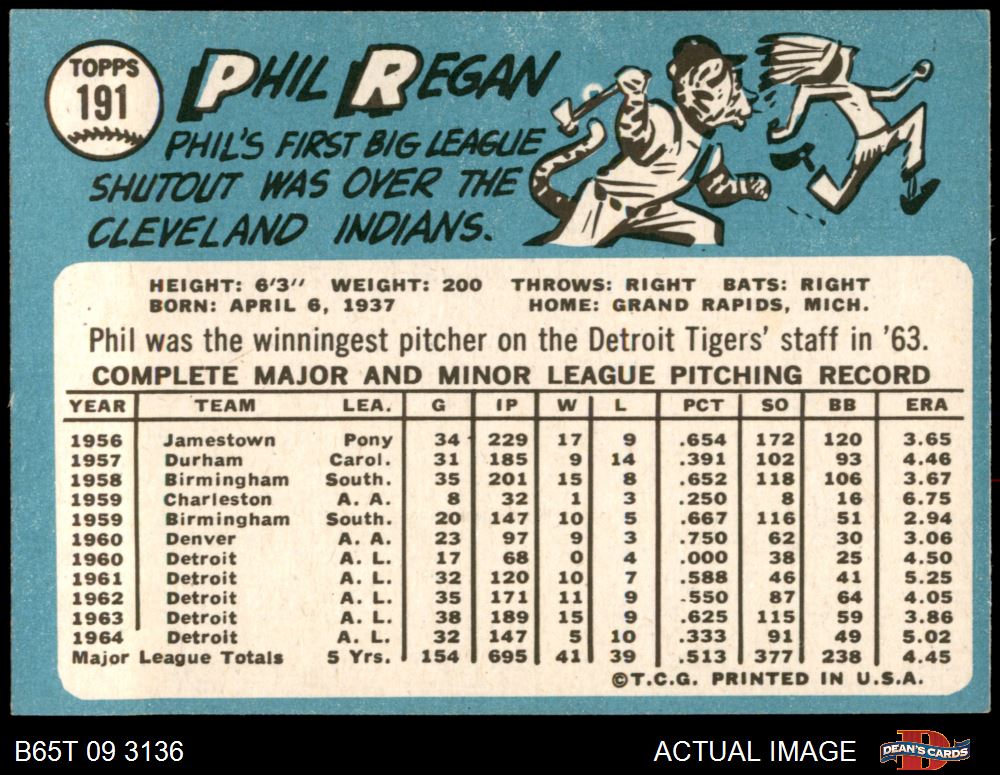 TOPPS
191
PHIL REGAN
PHIL'S FIRST BIG LEAGUE
SHUTOUT WAS OVER THE
CLEVELAND INDIANS.
HEIGHT: 6'3" WEIGHT: 200 THROWS: RIGHT BATS: RIGHT
BORN: APRIL 6, 1937 HOME: GRAND RAPIDS, MICH.
Phil was the winningest pitcher on the Detroit Tigers' staff in '63.
COMPLETE MAJOR AND MINOR LEAGUE PITCHING RECORD
YEAR TEAM LEA. G IP W L PCT SO BB ERA
1956 Jamestown Pony 34 229 17 9 .654 172 120 3.65
1957 Durham Carol. 31 185 9 14 .391 102 93 4.46
1958 Birmingham South. 35 201 15 8 .652 118 106 3.67
1959 Charleston A. A. 8 32 1 3 .250 8 16 6.75
1959 Birmingham South. 20 147 10 5 .667 116 51 2.94
1960 Denver A. A. 23 97 9 3 .750 62 30 3.06
1960 Detroit A. L. 17 68 0 4 .000 38 25 4.50
1961 Detroit A. L. 32 120 10 7 .588 46 41 5.25
1962 Detroit A. L. 35 171 11 9 .550 87 64 4.05
1963 Detroit A. L. 38 189 15 9 .625 115 59 3.86
1964 Detroit A. L. 32 147 5 10 .333 91 49 5.02
Major League Totals 5 Yrs. 154 695 41 39 .513 377 238 4.45
©T.C.G. PRINTED IN U.S.A.
B65T 09 3136 ACTUAL IMAGE DEAN'S CARDS